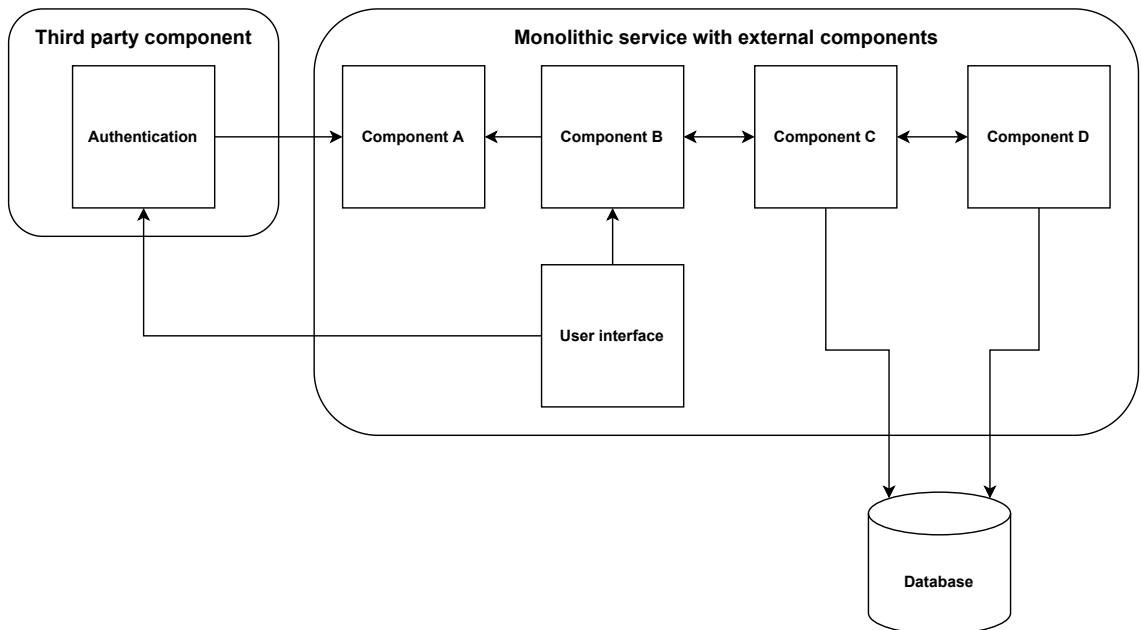 Third party component
Monolithic service with external components
Authentication
Component A
Component B
Component C
Component D
User interface
Database